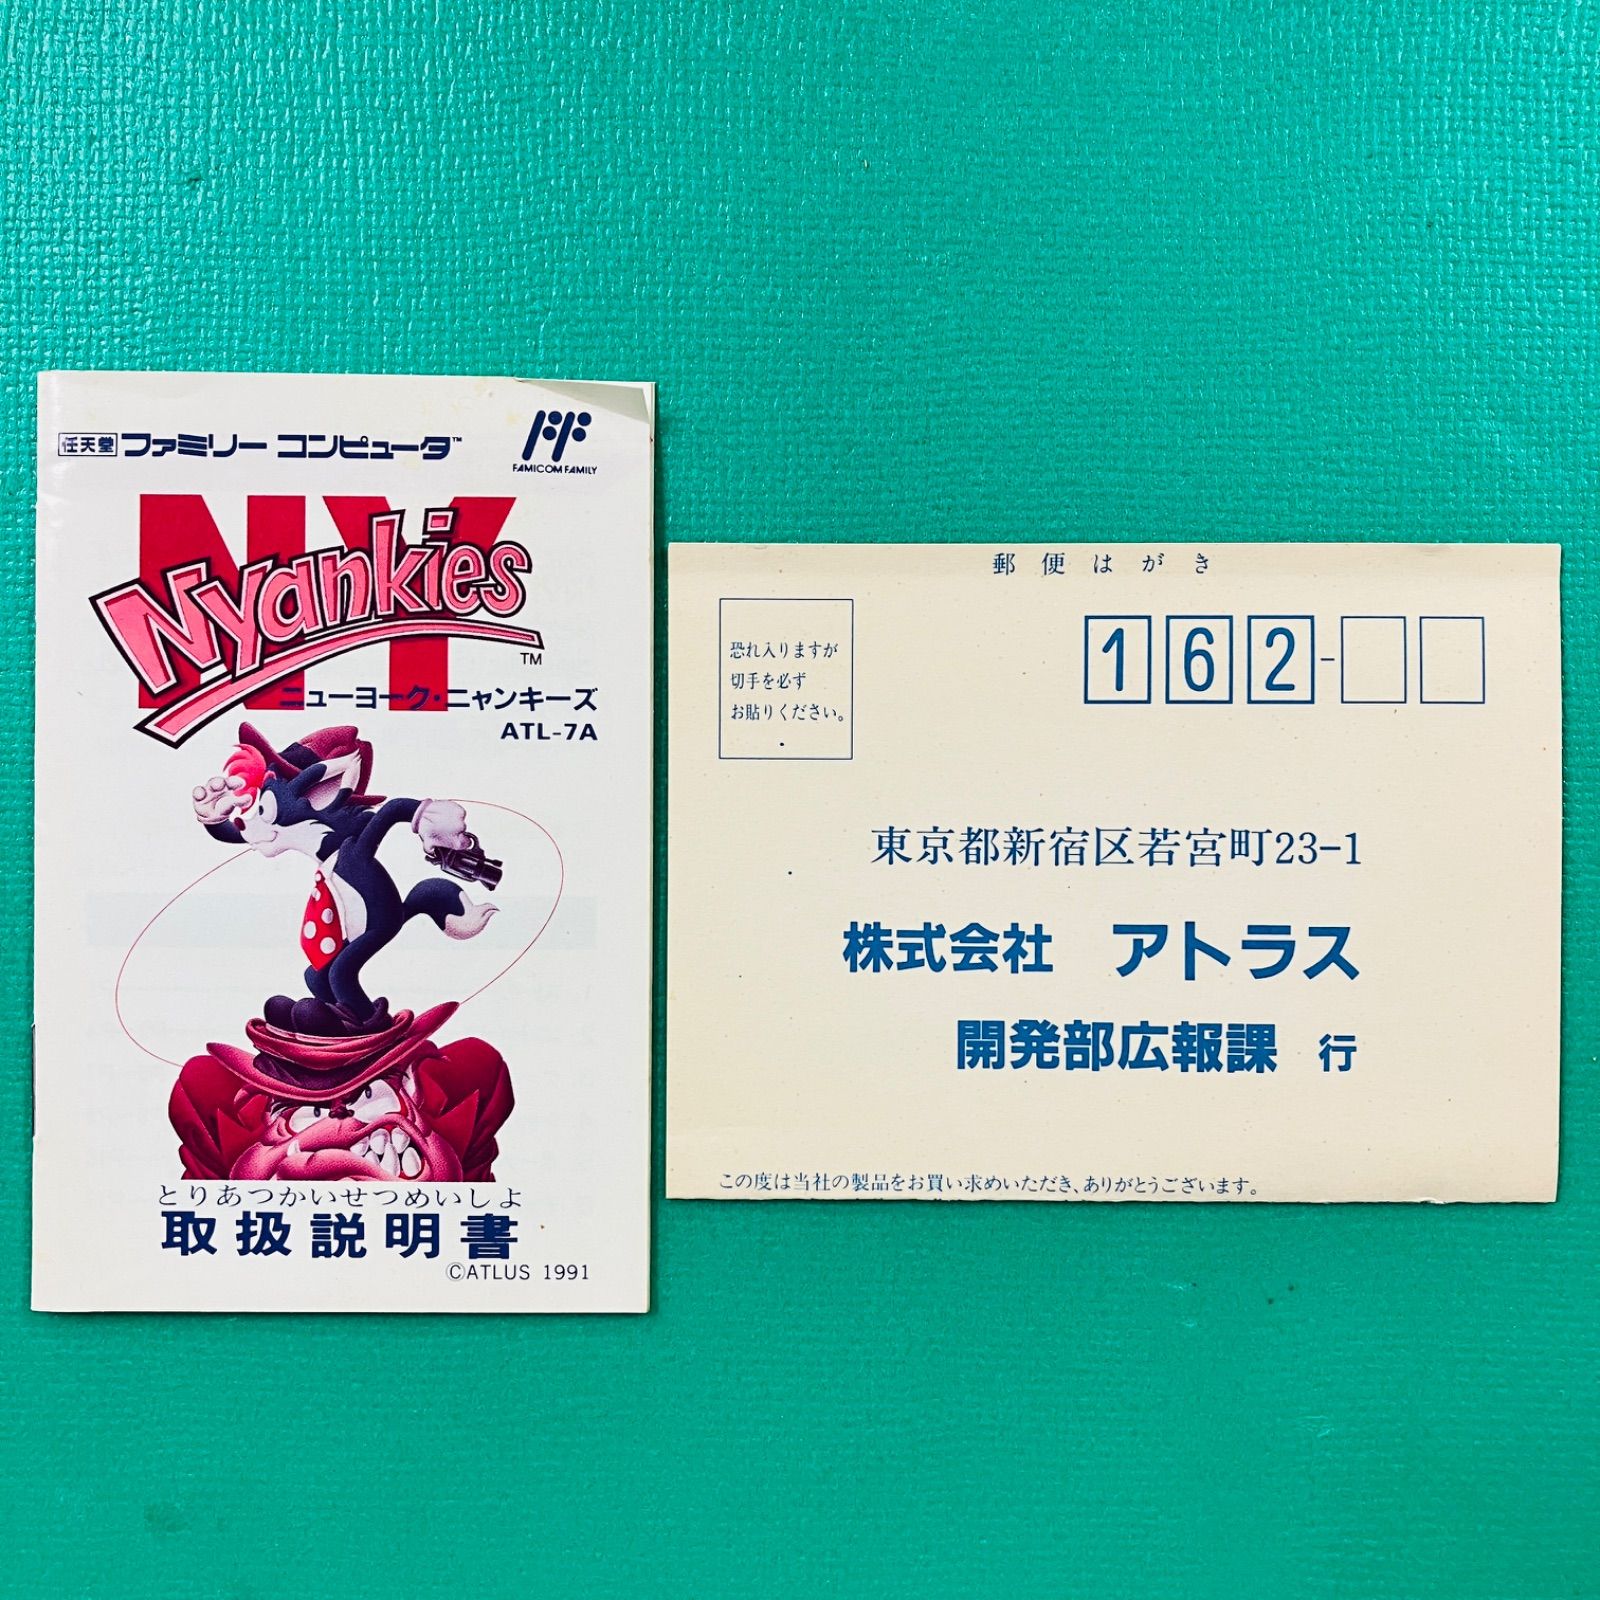 任天堂 ファミリー コンピュータ™
FAMICOM FAMILY
NY
Nyankies
TM
ニューヨーク・ニャンキーズ
ATL-7A
とりあつかいせつめいしよ
取扱説明書
©ATLUS 1991
郵便はがき
恐れ入りますが
切手を必ず
お貼りください。
162-
東京都新宿区若宮町23-1
株式会社 アトラス
開発部広報課 行
この度は当社の製品をお買い求めいただき、ありがとうございます。